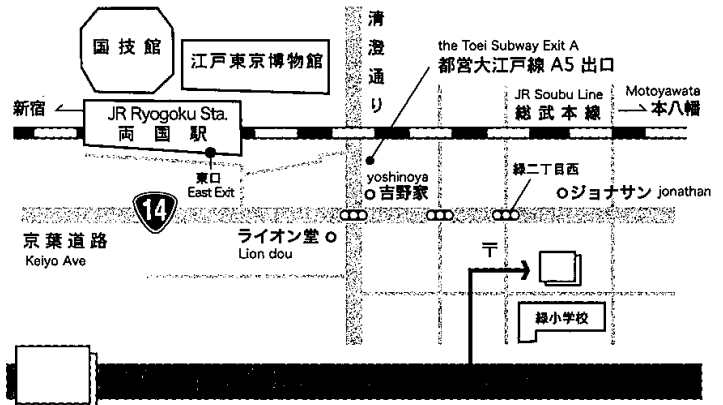 国技館
江戸東京博物館
清澄通り
the Toei Subway Exit A
都営大江戸線 A5 出口
新宿
JR Ryogoku Sta.
両国駅
JR Soubu Line
総武本線
Motoyawata
本八幡
東口
East Exit
yoshinoya
吉野家
緑二丁目西
ジョナサン jonathan
14
京葉道路
Keiyo Ave
ライオン堂
Lion dou
〒
緑小学校